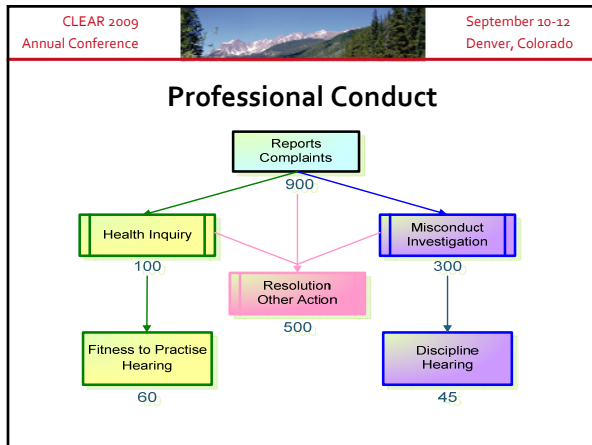 CLEAR 2009
Annual Conference
September 10-12
Denver, Colorado
Professional Conduct
Reports
Complaints
900
Health Inquiry
100
Misconduct
Investigation
300
Resolution
Other Action
500
Fitness to Practise
Hearing
60
Discipline
Hearing
45